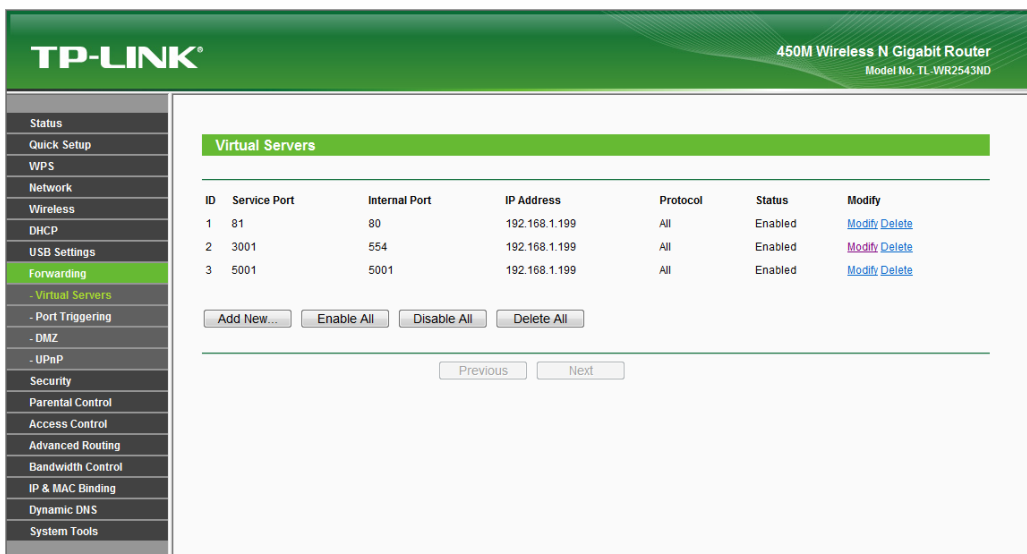 TP-LINK®
450M Wireless N Gigabit Router
Model No. TL-WR2543ND
Status
Quick Setup
WPS
Network
Wireless
DHCP
USB Settings
Forwarding
- Virtual Servers
- Port Triggering
- DMZ
- UPnP
Security
Parental Control
Access Control
Advanced Routing
Bandwidth Control
IP & MAC Binding
Dynamic DNS
System Tools
Virtual Servers
ID Service Port Internal Port IP Address Protocol Status Modify
1 81 80 192.168.1.199 All Enabled Modify Delete
2 3001 554 192.168.1.199 All Enabled Modify Delete
3 5001 5001 192.168.1.199 All Enabled Modify Delete
Add New... Enable All Disable All Delete All
Previous Next